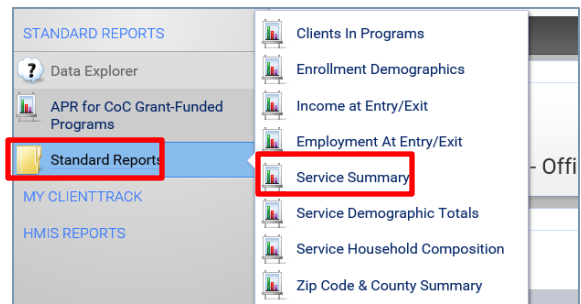 STANDARD REPORTS
Data Explorer
APR for CoC Grant-Funded
Programs
Standard Reports
MY CLIENTTRACK
HMIS REPORTS
Clients In Programs
Enrollment Demographics
Income at Entry/Exit
Employment At Entry/Exit
Service Summary
Service Demographic Totals
Service Household Composition
Zip Code & County Summary
- Offi